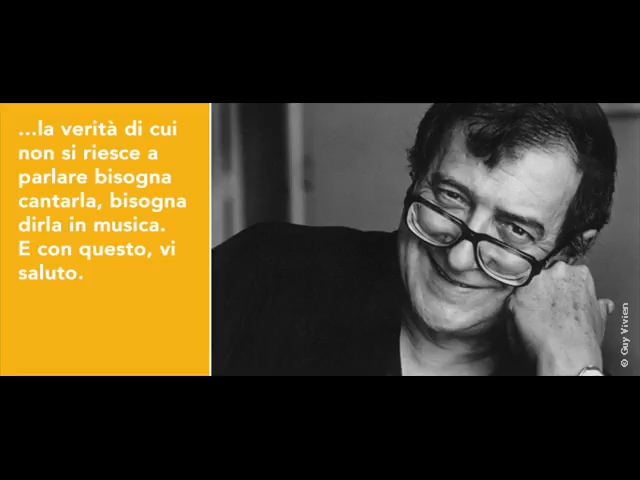 ...la verità di cui
non si riesce a
parlare bisogna
cantarla, bisogna
dirla in musica.
E con questo, vi
saluto.
© Guy Vivien